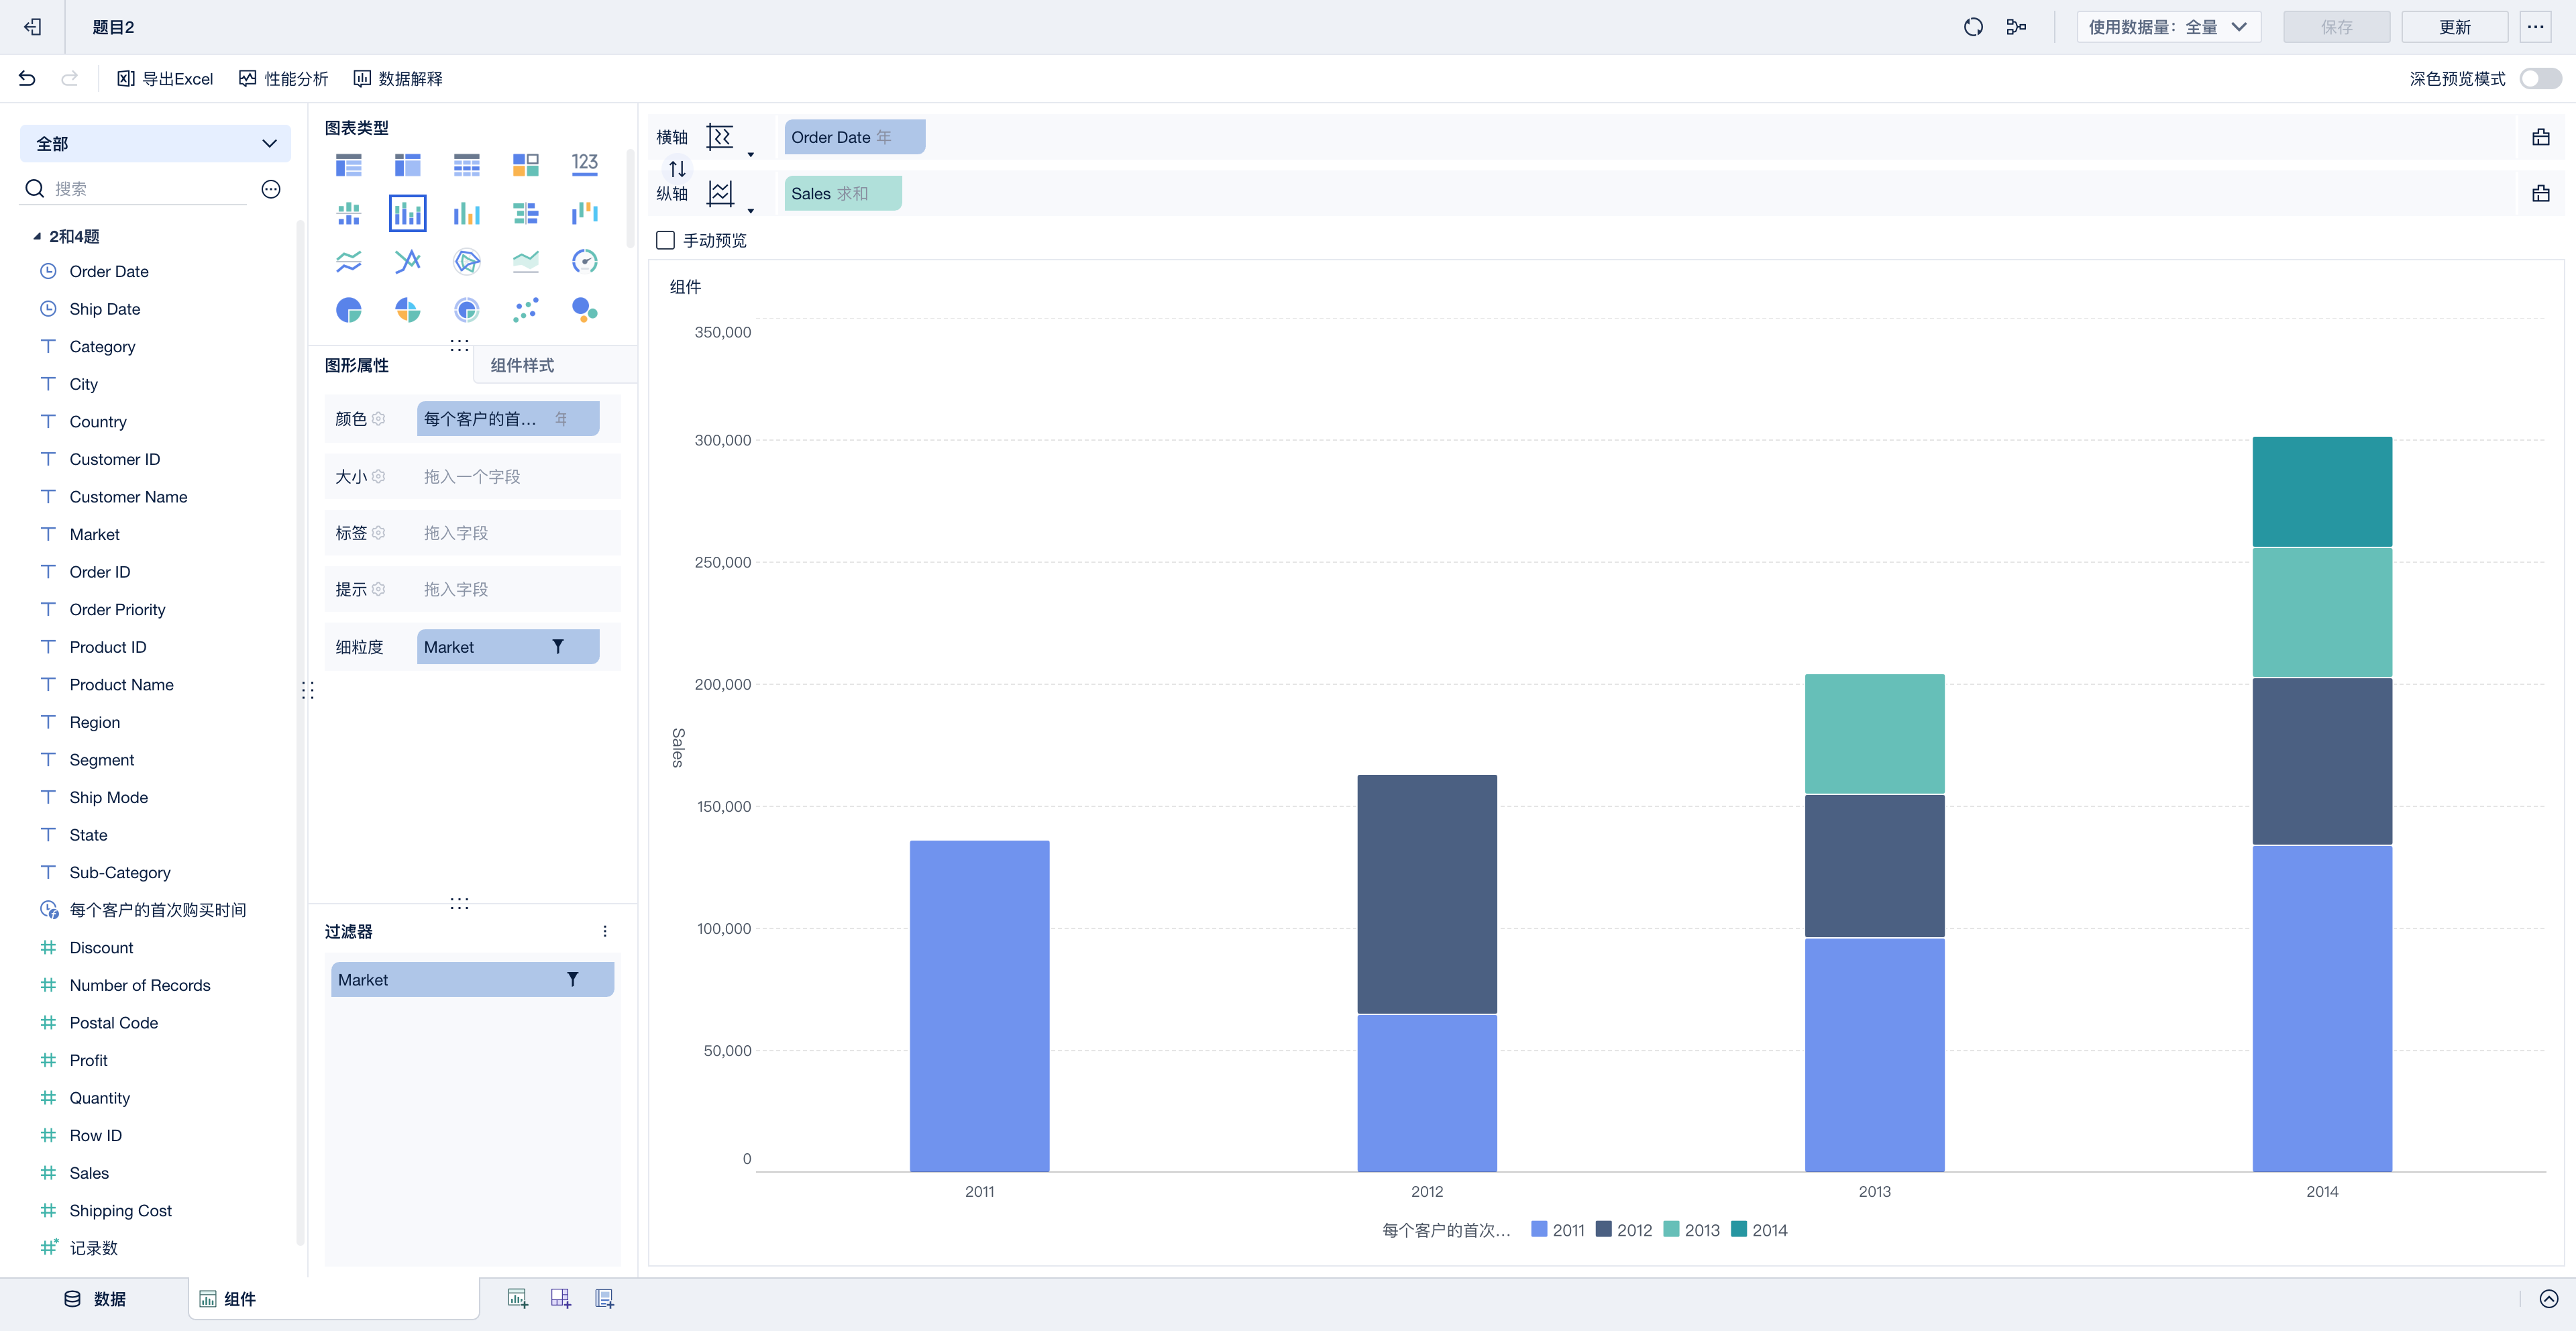 题目2
使用数据量：全量
保存
更新
导出Excel
性能分析
数据解释
深色预览模式
全部
搜索
2和4题
Order Date
Ship Date
Category
City
Country
Customer ID
Customer Name
Market
Order ID
Order Priority
Product ID
Product Name
Region
Segment
Ship Mode
State
Sub-Category
每个客户的首次购买时间
Discount
Number of Records
Postal Code
Profit
Quantity
Row ID
Sales
Shipping Cost
记录数
图表类型
123
图形属性
组件样式
颜色
每个客户的首... 年
大小
拖入一个字段
标签
拖入字段
提示
拖入字段
细粒度
Market
过滤器
Market
横轴
Order Date 年
纵轴
Sales 求和
手动预览
组件
350,000
300,000
250,000
200,000
150,000
100,000
50,000
0
Sales
2011
2012
2013
2014
每个客户的首次... 2011 2012 2013 2014
数据
组件